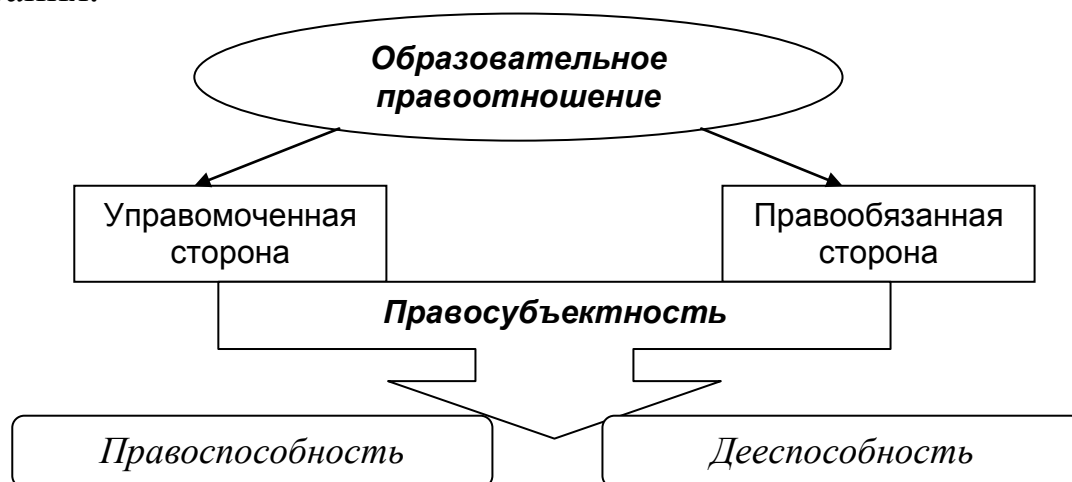 Образовательное
правоотношение
Управомоченная
сторона
Правообязанная
сторона
Правосубъектность
Правоспособность
Дееспособность